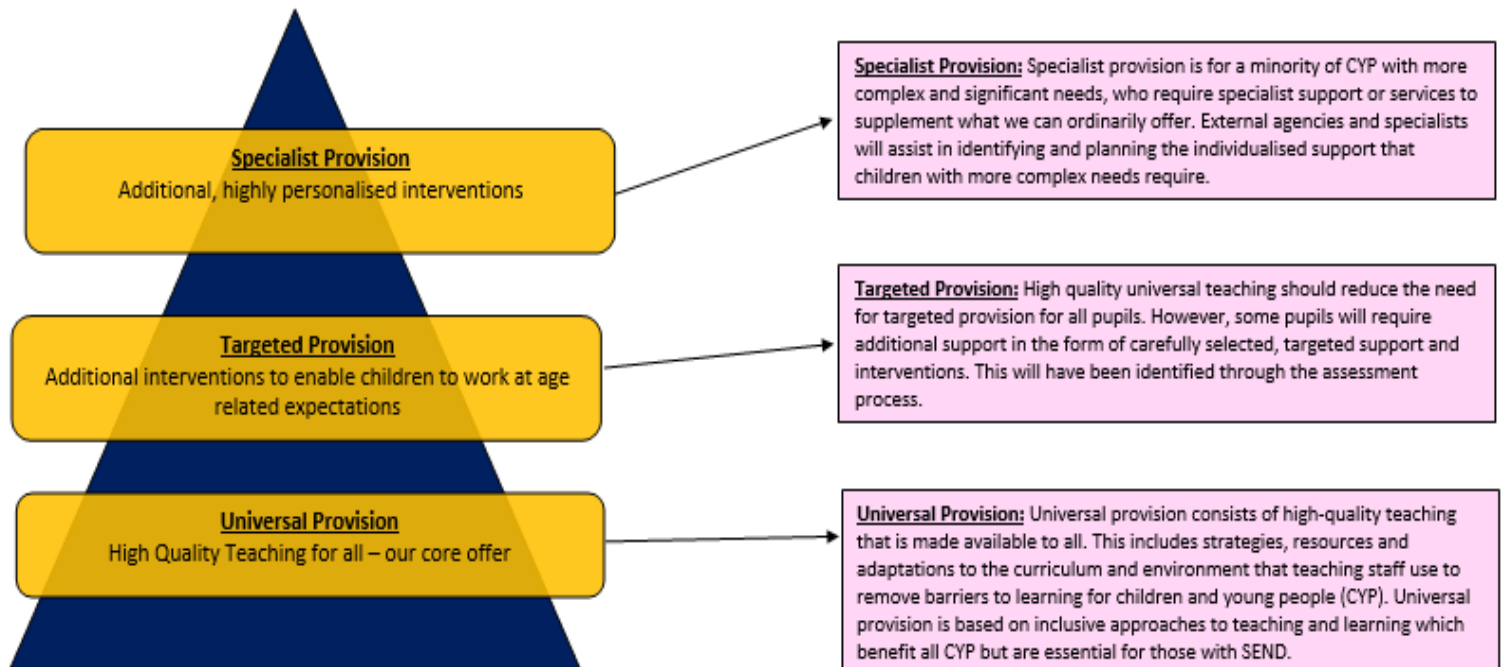 Specialist Provision
Additional, highly personalised interventions
Specialist Provision: Specialist provision is for a minority of CYP with more
complex and significant needs, who require specialist support or services to
supplement what we can ordinarily offer. External agencies and specialists
will assist in identifying and planning the individualised support that
children with more complex needs require.
Targeted Provision
Additional interventions to enable children to work at age
related expectations
Targeted Provision: High quality universal teaching should reduce the need
for targeted provision for all pupils. However, some pupils will require
additional support in the form of carefully selected, targeted support and
interventions. This will have been identified through the assessment
process.
Universal Provision
High Quality Teaching for all – our core offer
Universal Provision: Universal provision consists of high-quality teaching
that is made available to all. This includes strategies, resources and
adaptations to the curriculum and environment that teaching staff use to
remove barriers to learning for children and young people (CYP). Universal
provision is based on inclusive approaches to teaching and learning which
benefit all CYP but are essential for those with SEND.